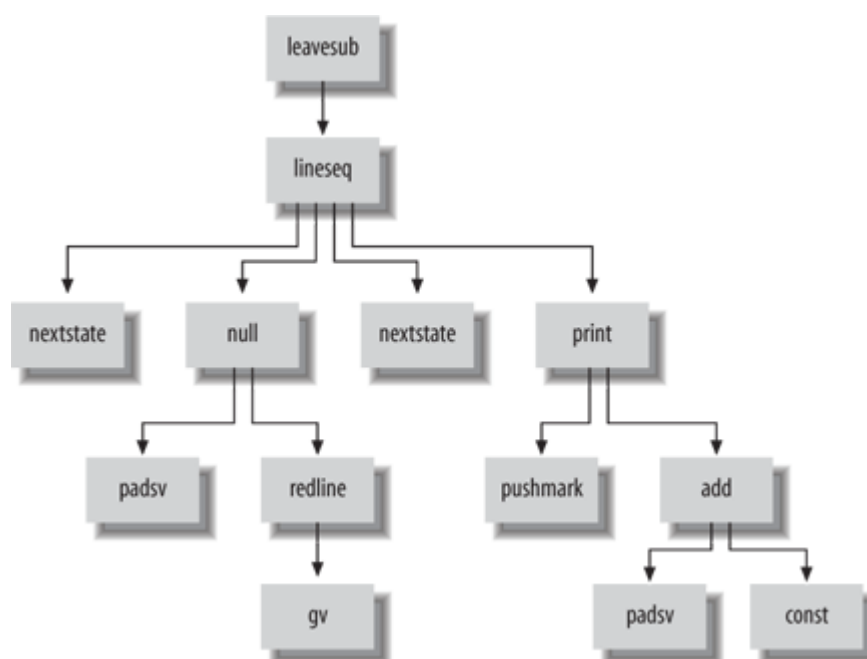 leavesub
lineseq
nextstate
null
nextstate
print
padsv
redline
pushmark
add
gv
padsv
const